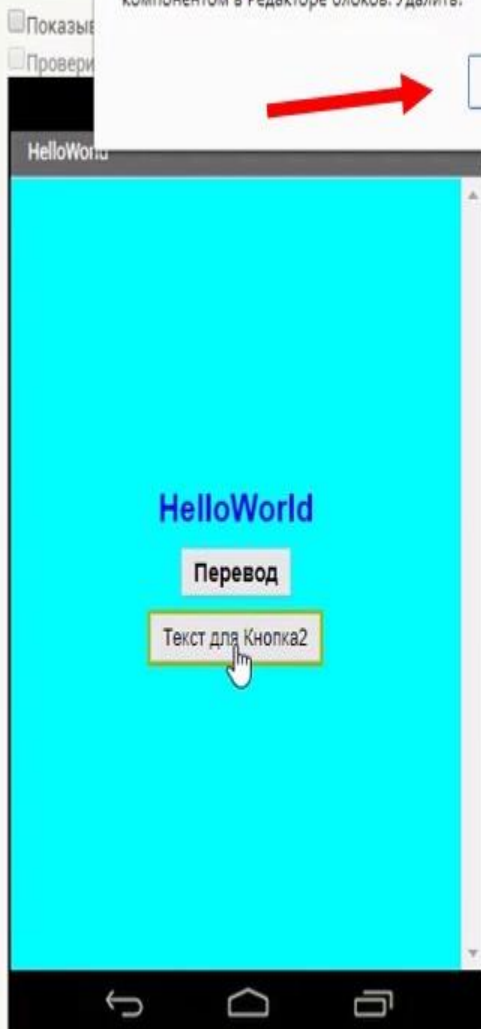 компонентом в Редакторе блоков. Удалить?
Показыв
Провери
HelloWorld
HelloWorld
Перевод
Текст для Кнопка2